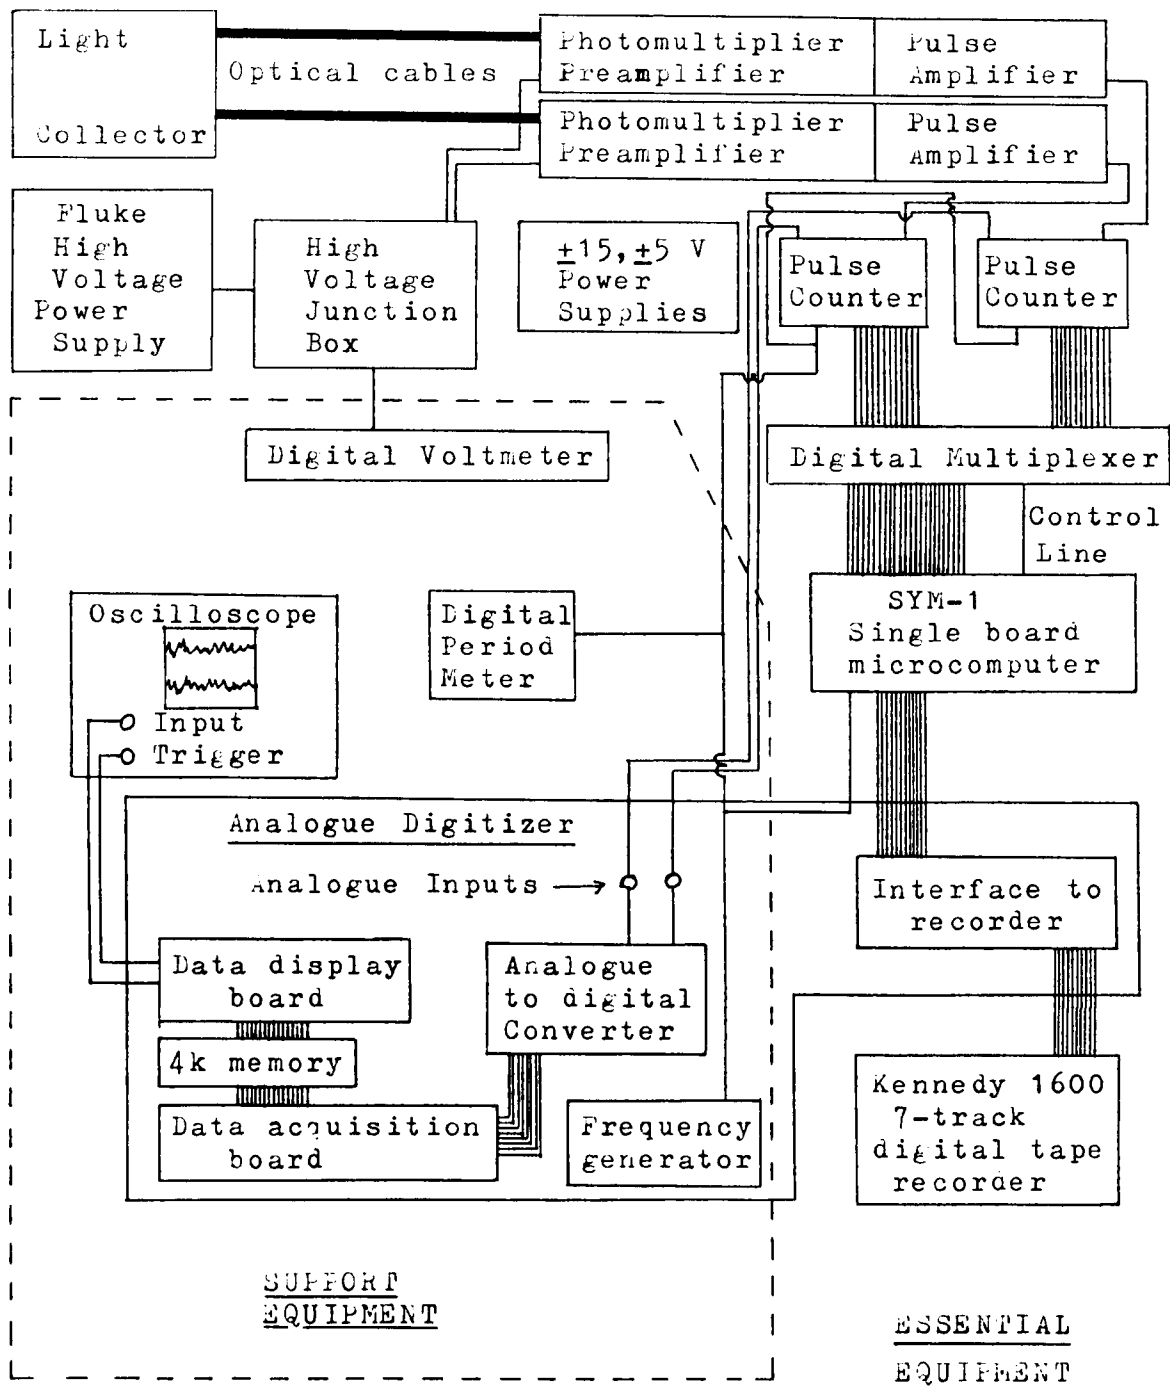 Light
Collector
Optical cables
Photomultiplier
Preamplifier
Pulse
Amplifier
Photomultiplier
Preamplifier
Pulse
Amplifier
Fluke
High
Voltage
Power
Supply
High
Voltage
Junction
Box
±15, ±5 V
Power
Supplies
Pulse
Counter
Pulse
Counter
Digital Voltmeter
Digital Multiplexer
Control
Line
Oscilloscope
Input
Trigger
Digital
Period
Meter
SYM-1
Single board
microcomputer
Analogue Digitizer
Analogue Inputs
Interface to
recorder
Data display
board
Analogue
to digital
Converter
4k memory
Data acquisition
board
Frequency
generator
Kennedy 1600
7-track
digital tape
recorder
SUPPORT
EQUIPMENT
ESSENTIAL
EQUIPMENT